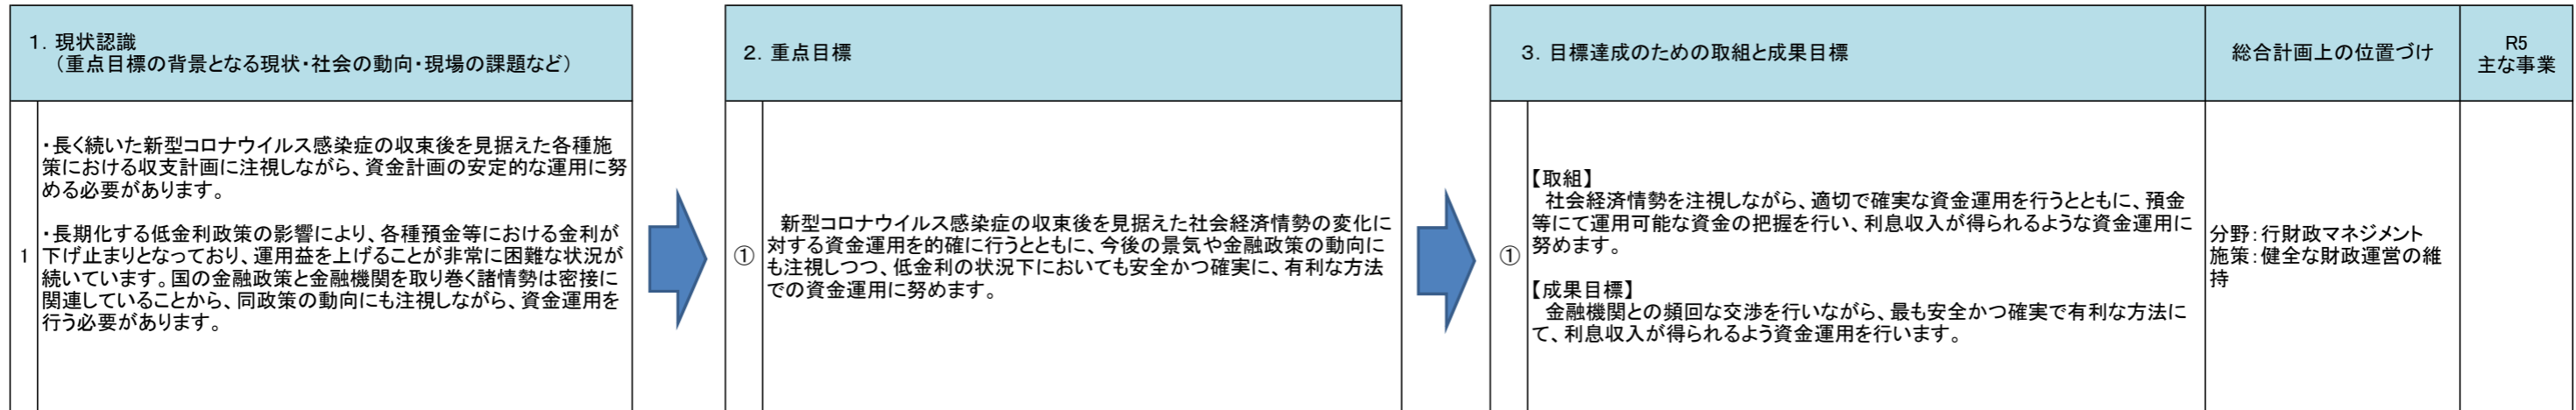 1．現状認識
（重点目標の背景となる現状・社会の動向・現場の課題など）
1
・長く続いた新型コロナウイルス感染症の収束後を見据えた各種施
策における収支計画に注視しながら、資金計画の安定的な運用に努
める必要があります。
・長期化する低金利政策の影響により、各種預金等における金利が
下げ止まりとなっており、運用益を上げることが非常に困難な状況が
続いています。国の金融政策と金融機関を取り巻く諸情勢は密接に
関連していることから、同政策の動向にも注視しながら、資金運用を
行う必要があります。
2．重点目標
①
新型コロナウイルス感染症の収束後を見据えた社会経済情勢の変化に
対する資金運用を的確に行うとともに、今後の景気や金融政策の動向に
も注視しつつ、低金利の状況下においても安全かつ確実に、有利な方法
での資金運用に努めます。
3．目標達成のための取組と成果目標
①
【取組】
社会経済情勢を注視しながら、適切で確実な資金運用を行うとともに、預金
等にて運用可能な資金の把握を行い、利息収入が得られるような資金運用に
努めます。
【成果目標】
金融機関との頻回な交渉を行いながら、最も安全かつ確実で有利な方法に
て、利息収入が得られるよう資金運用を行います。
総合計画上の位置づけ
分野：行財政マネジメント
施策：健全な財政運営の維
持
R5
主な事業